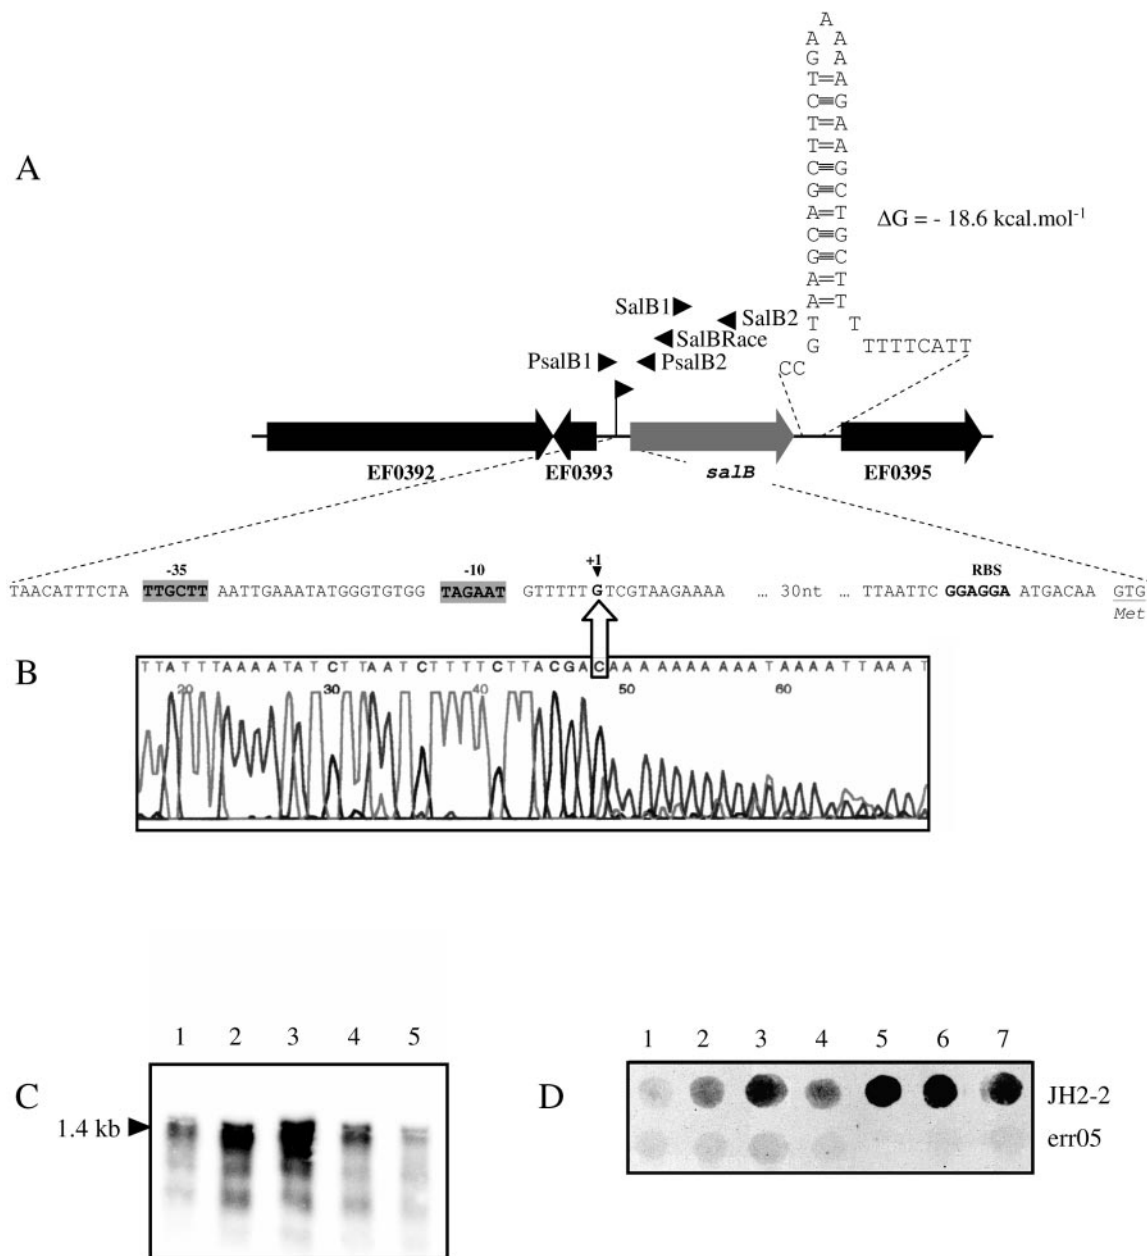 A
A A
G A
T=A
C≡G
T=A
T=A
A
C≡G
G≡C
A=T
ΔG = - 18.6 kcal.mol-1
C≡G
G≡C
A=T
A=T
SalB1
SalB2
T T
SalBRace
G TTTTCATT
PsalB1
PsalB2
CC
EF0392
EF0393
salB
EF0395
-35
-10
+1
RBS
TAACATTTCTA TTGCTT AATTGAAATATGGGTGTGG TAGAAT GTTTTTGTCGTAAGAAAA ... 30nt ... TTAATTC GGAGGA ATGACAA GTG
Met
B
TTATTTAAAATATCTTAATCTTTTCTTACGACAAAAAAAAAATAAAATTAAAT
20 30 40 50 60
1 2 3 4 5
C
1.4 kb
1 2 3 4 5 6 7
D
JH2-2
err05